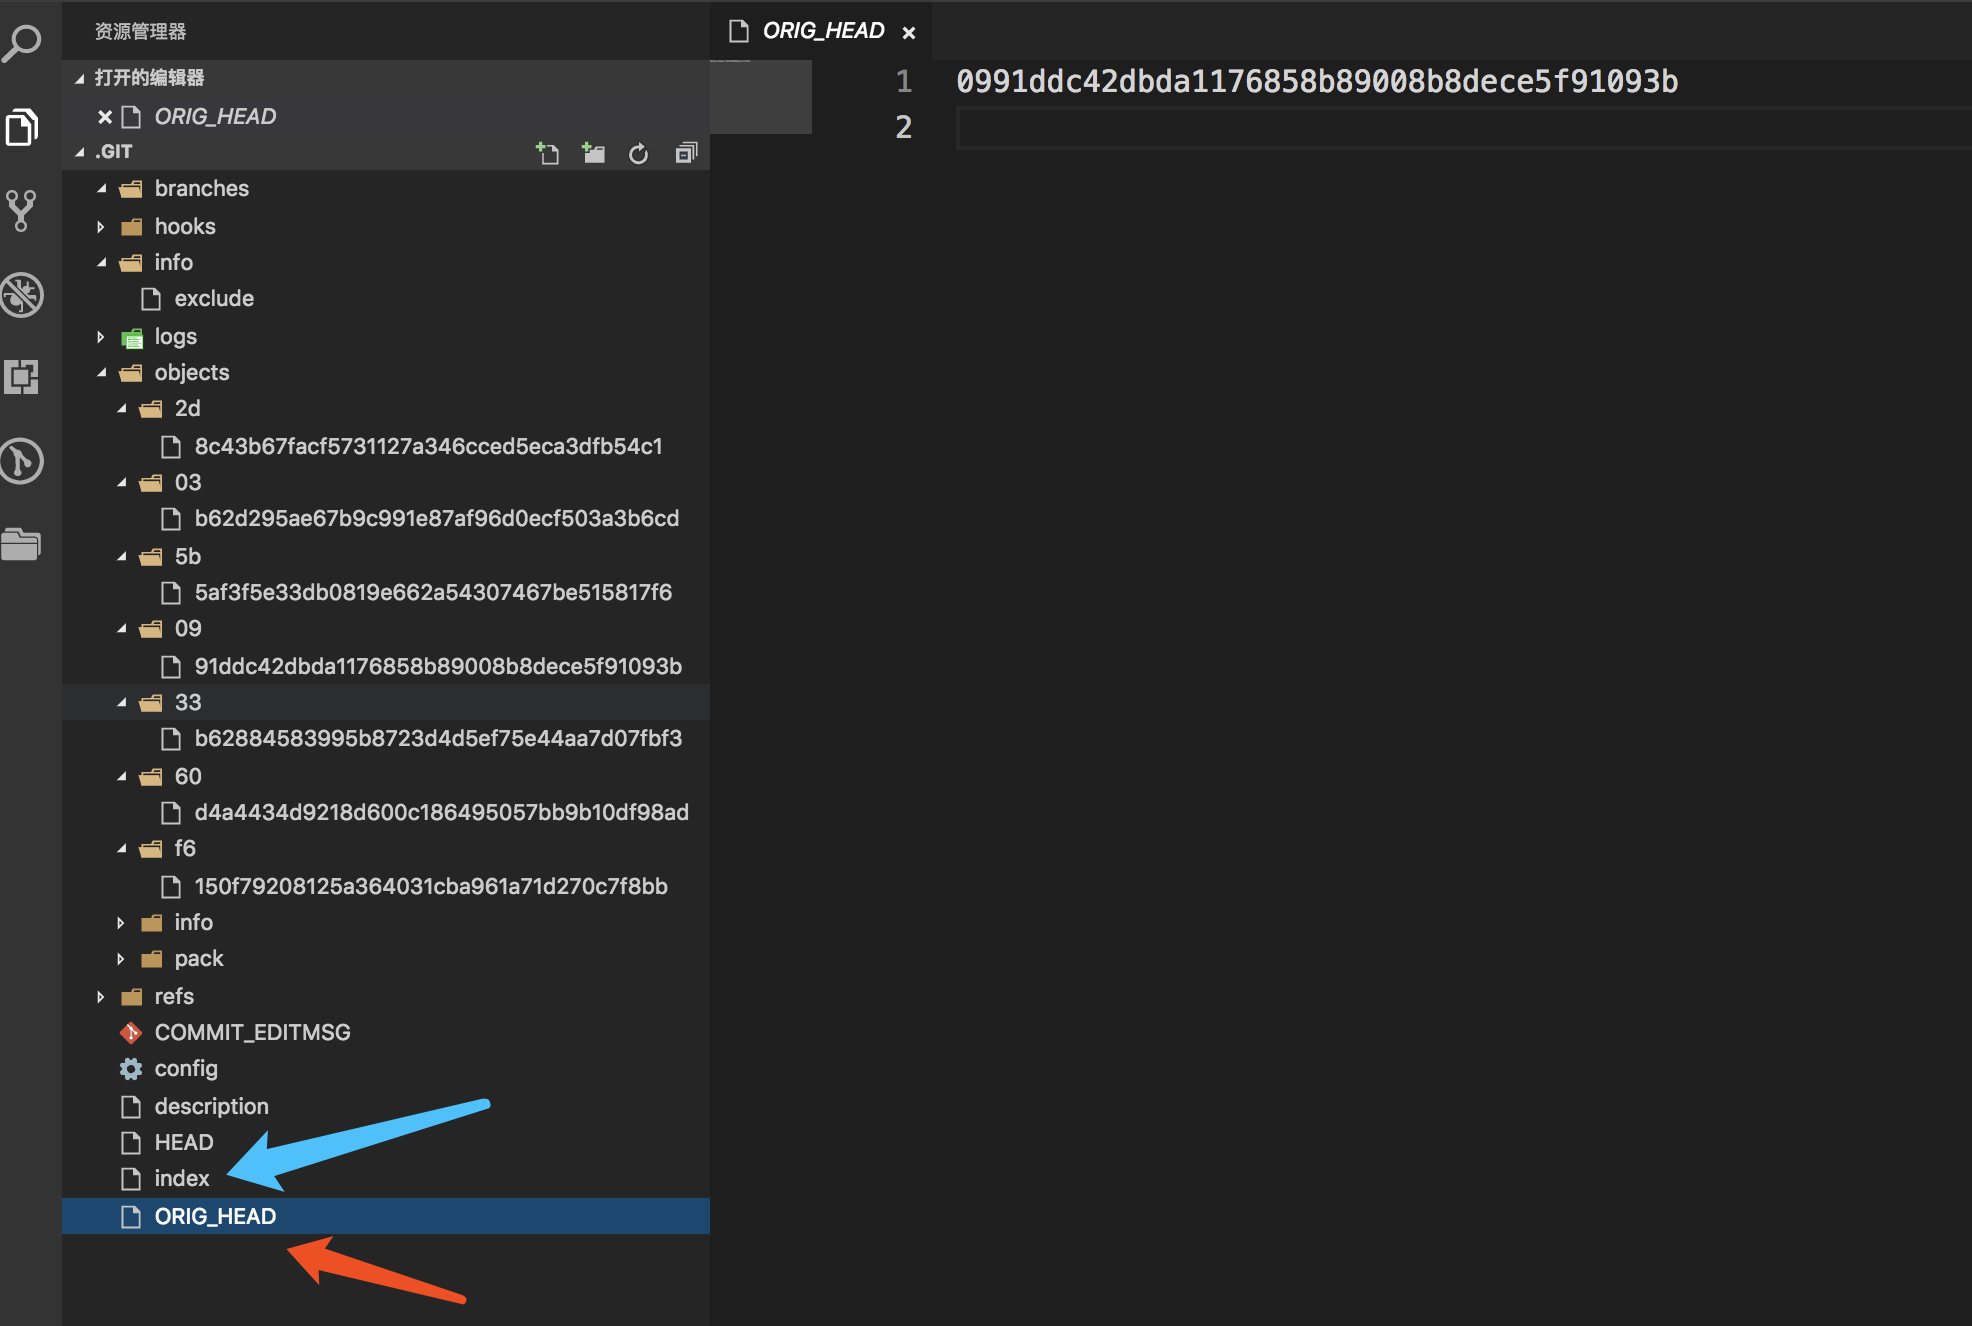 资源管理器
打开的编辑器
ORIG_HEAD
.GIT
branches
hooks
info
exclude
logs
objects
2d
8c43b67facf5731127a346cced5eca3dfb54c1
03
b62d295ae67b9c991e87af96d0ecf503a3b6cd
5b
5af3f5e33db0819e662a54307467be515817f6
09
91ddc42dbda1176858b89008b8dece5f91093b
33
b62884583995b8723d4d5ef75e44aa7d07fbf3
60
d4a4434d9218d600c186495057bb9b10df98ad
f6
150f79208125a364031cba961a71d270c7f8bb
info
pack
refs
COMMIT_EDITMSG
config
description
HEAD
index
ORIG_HEAD
ORIG_HEAD
1 0991ddc42dbda1176858b89008b8dece5f91093b
2